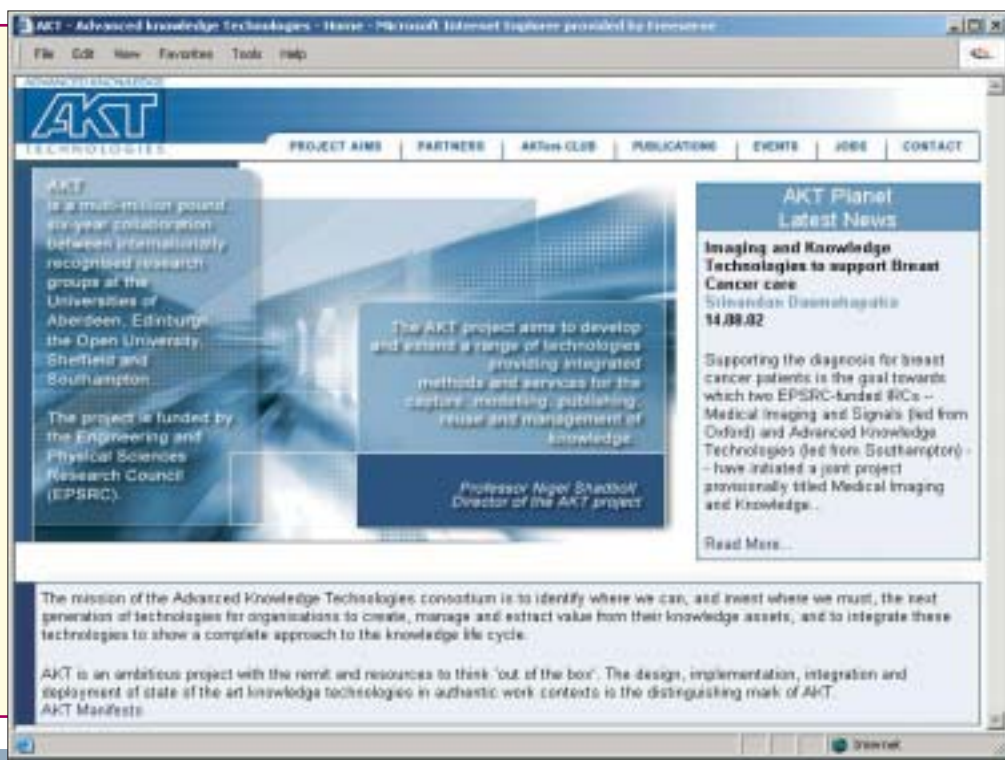 AKT - Advanced knowledge Technologies - Home - Microsoft Internet Explorer provided by Freeserve
File Edit View Favorites Tools Help
ADVANCED KNOWLEDGE
AKT
TECHNOLOGIES
PROJECT AIMS | PARTNERS | AKTors CLUB | PUBLICATIONS | EVENTS | JOBS | CONTACT
AKT
is a multi-million pound
six-year collaboration
between internationally
recognised research
groups at the
Universities of
Aberdeen, Edinburgh,
the Open University,
Sheffield and
Southampton.
The project is funded by
the Engineering and
Physical Sciences
Research Council
(EPSRC).
The AKT project aims to develop
and extend a range of technologies
providing integrated
methods and services for the
capture, modelling, publishing,
reuse and management of
knowledge.
Professor Nigel Shadbolt
Director of the AKT project
AKT Planet
Latest News
Imaging and Knowledge
Technologies to support Breast
Cancer care
Srinandan Dasmahapatra
14.08.02
Supporting the diagnosis for breast
cancer patients is the goal towards
which two EPSRC-funded IRCs --
Medical Imaging and Signals (led from
Oxford) and Advanced Knowledge
Technologies (led from Southampton) -
- have initiated a joint project
provisionally titled Medical Imaging
and Knowledge...
Read More...
The mission of the Advanced Knowledge Technologies consortium is to identify where we can, and invent where we must, the next
generation of technologies for organisations to create, manage and extract value from their knowledge assets, and to integrate these
technologies to show a complete approach to the knowledge life cycle.
AKT is an ambitious project with the remit and resources to think 'out of the box'. The design, implementation, integration and
deployment of state of the art knowledge technologies in authentic work contexts is the distinguishing mark of AKT.
AKT Manifesto
Internet